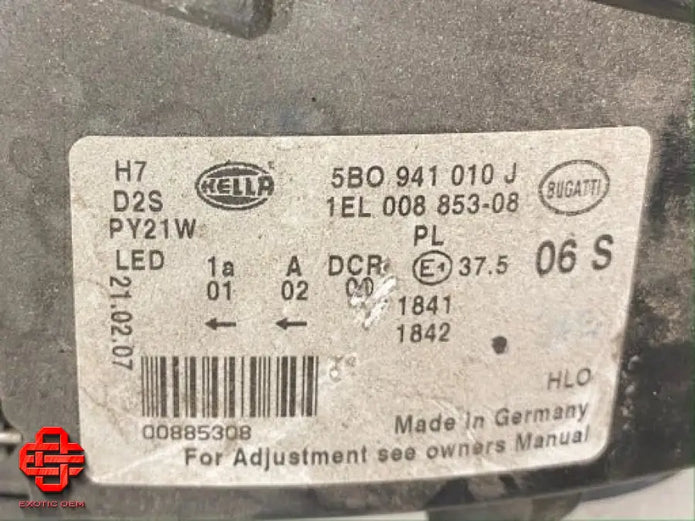 H7
D2S
PY21W
LED
HELLA
5B0 941 010 J
1EL 008 853-08
BUGATTI
PL
1a
01
A
02
DCR
00
E1 37.5
06 S
← ←
1841
1842
21.02.07
00885308
HLO
Made in Germany
For Adjustment see owners Manual
EXOTIC OEM